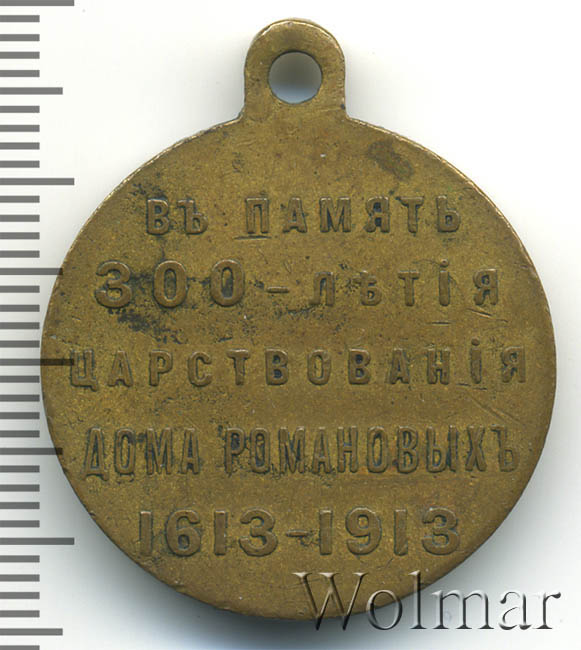 ВЪ ПАМЯТЬ
300-лѣтія
ЦАРСТВОВАНІЯ
ДОМА РОМАНОВЫХЪ
1613-1913
Wolmar